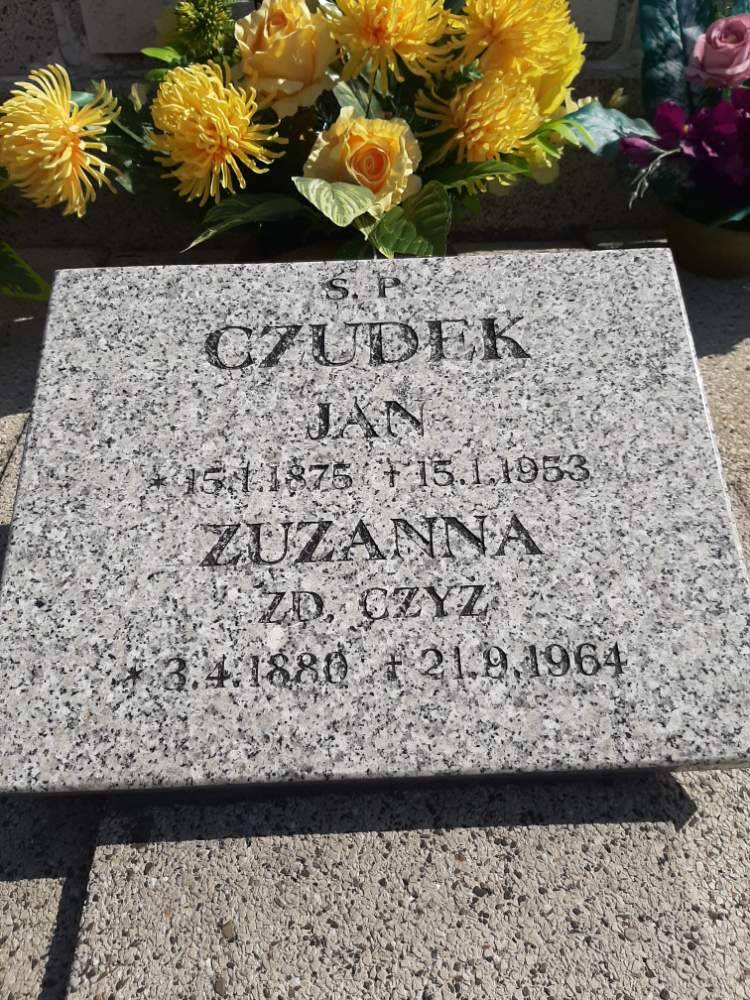 Ś. P.
CZUDEK
JAN
* 15.1.1875 † 15.1.1953
ZUZANNA
ZD. CZYZ
* 3.4.1880 † 21.9.1964